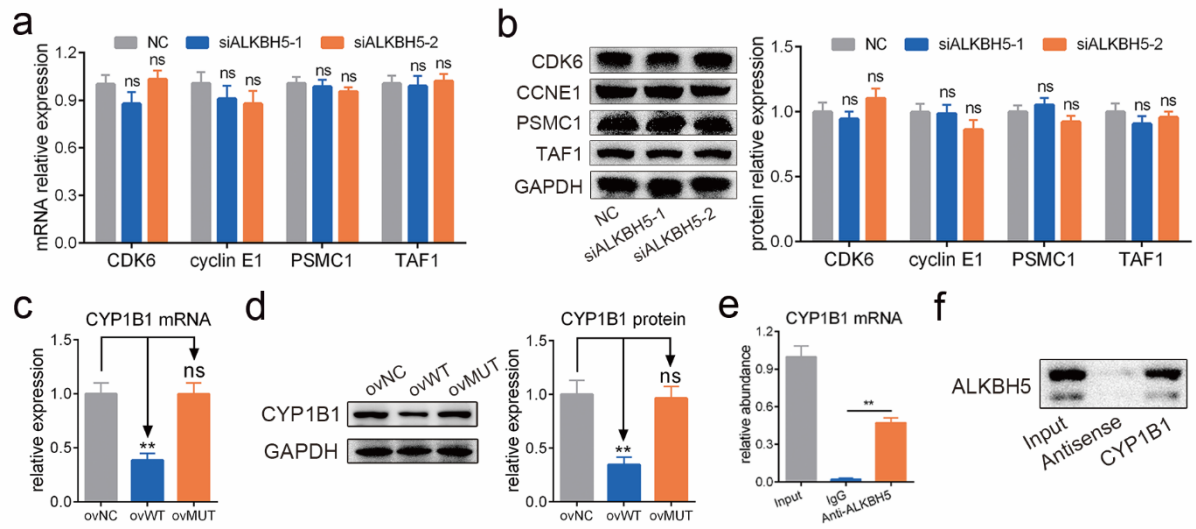 a
NC siALKBH5-1 siALKBH5-2
mRNA relative expression
1.2
0.9
0.6
0.3
0.0
ns ns ns ns ns ns ns ns
CDK6 cyclin E1 PSMC1 TAF1
b
CDK6
CCNE1
PSMC1
TAF1
GAPDH
NC siALKBH5-1 siALKBH5-2
NC siALKBH5-1 siALKBH5-2
protein relative expression
1.5
1.0
0.5
0.0
ns ns ns ns ns ns ns ns
CDK6 cyclin E1 PSMC1 TAF1
c
CYP1B1 mRNA
relative expression
1.5
1.0
0.5
0.0
** ns
ovNC ovWT ovMUT
d
ovNC ovWT ovMUT
CYP1B1
GAPDH
CYP1B1 protein
relative expression
1.5
1.0
0.5
0.0
** ns
ovNC ovWT ovMUT
e
CYP1B1 mRNA
relative abundance
1.2
0.9
0.6
0.3
0.0
**
Input IgG Anti-ALKBH5
f
ALKBH5
Input Antisense CYP1B1